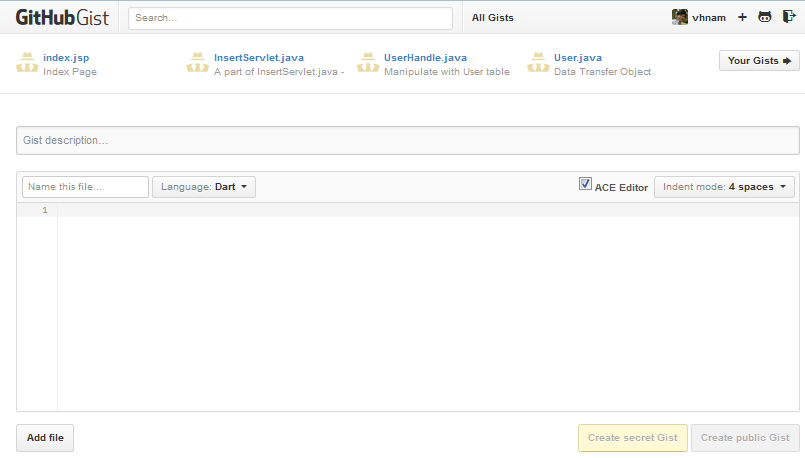 GitHub Gist Search... All Gists vhnam
index.jsp InsertServlet.java UserHandle.java User.java
Index Page A part of InsertServlet.java - Manipulate with User table Data Transfer Object
Your Gists
Gist description...
Name this file... Language: Dart ACE Editor Indent mode: 4 spaces
1
Add file Create secret Gist Create public Gist